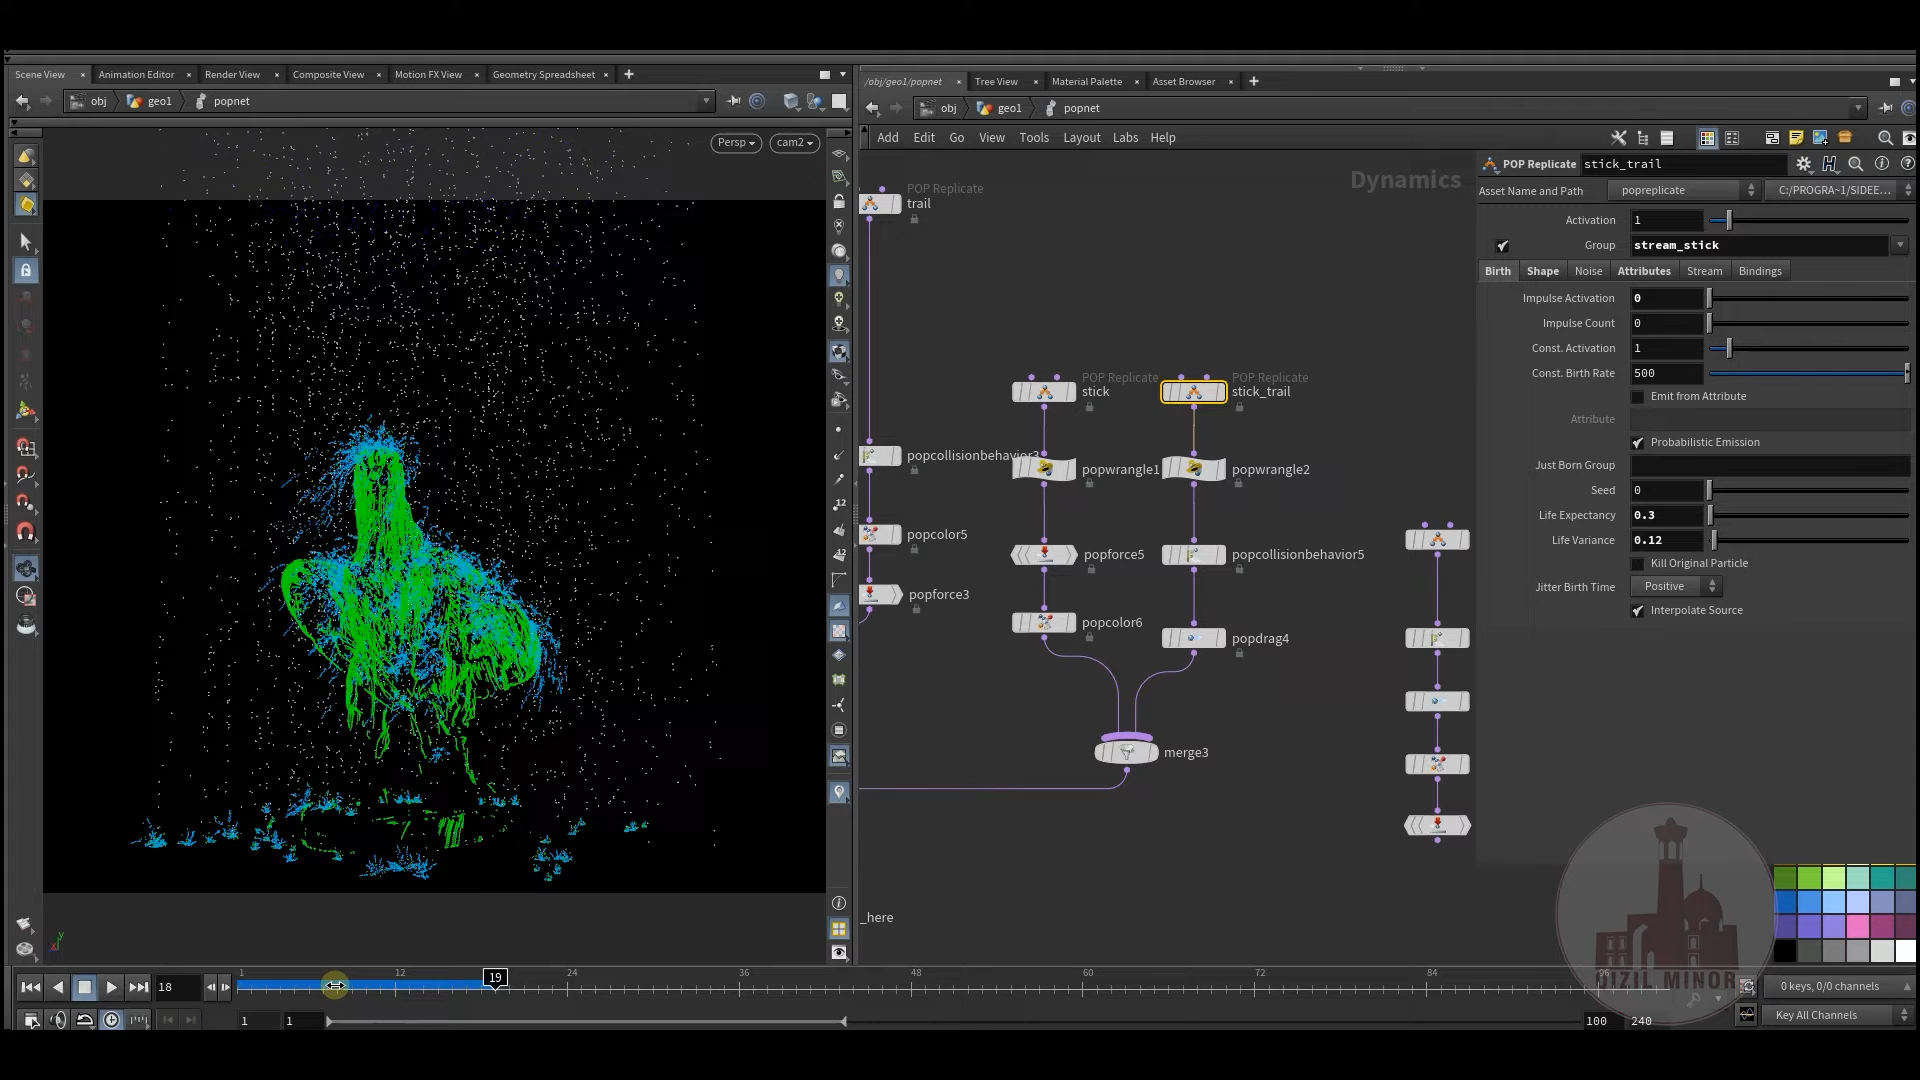 Scene View
Animation Editor
Render View
Composite View
Motion FX View
Geometry Spreadsheet
obj
geo1
popnet
Persp
cam2
/obj/geo1/popnet
Tree View
Material Palette
Asset Browser
obj
geo1
popnet
Add Edit Go View Tools Layout Labs Help
Dynamics
POP Replicate
trail
POP Replicate
stick
POP Replicate
stick_trail
popcollisionbehavior3
popwrangle1
popwrangle2
popcolor5
popforce5
popcollisionbehavior5
popforce3
popcolor6
popdrag4
merge3
_here
POP Replicate stick_trail
Asset Name and Path popreplicate C:/PROGRA~1/SIDEE...
Activation 1
Group stream_stick
Birth Shape Noise Attributes Stream Bindings
Impulse Activation 0
Impulse Count 0
Const. Activation 1
Const. Birth Rate 500
Emit from Attribute
Attribute
Probabilistic Emission
Just Born Group
Seed 0
Life Expectancy 0.3
Life Variance 0.12
Kill Original Particle
Jitter Birth Time Positive
Interpolate Source
18
1 12 19 24 36 48 60 72 84 96
1 1
100 240
0 keys, 0/0 channels
Key All Channels
DIZIL MINOR
y
x